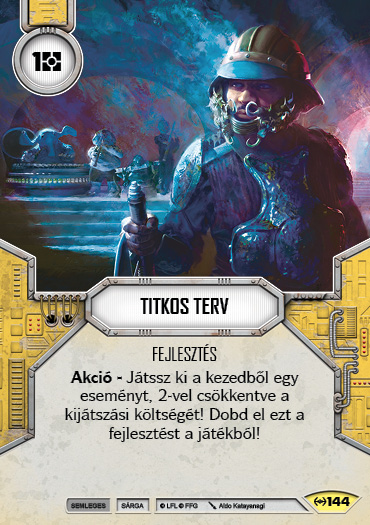 1
TITKOS TERV
FEJLESZTÉS
Akció - Játssz ki a kezedből egy
eseményt, 2-vel csökkentve a
kijátszási költségét! Dobd el ezt a
fejlesztést a játékból!
SEMLEGES SÁRGA © LFL © FFG Aldo Katayanagi 144